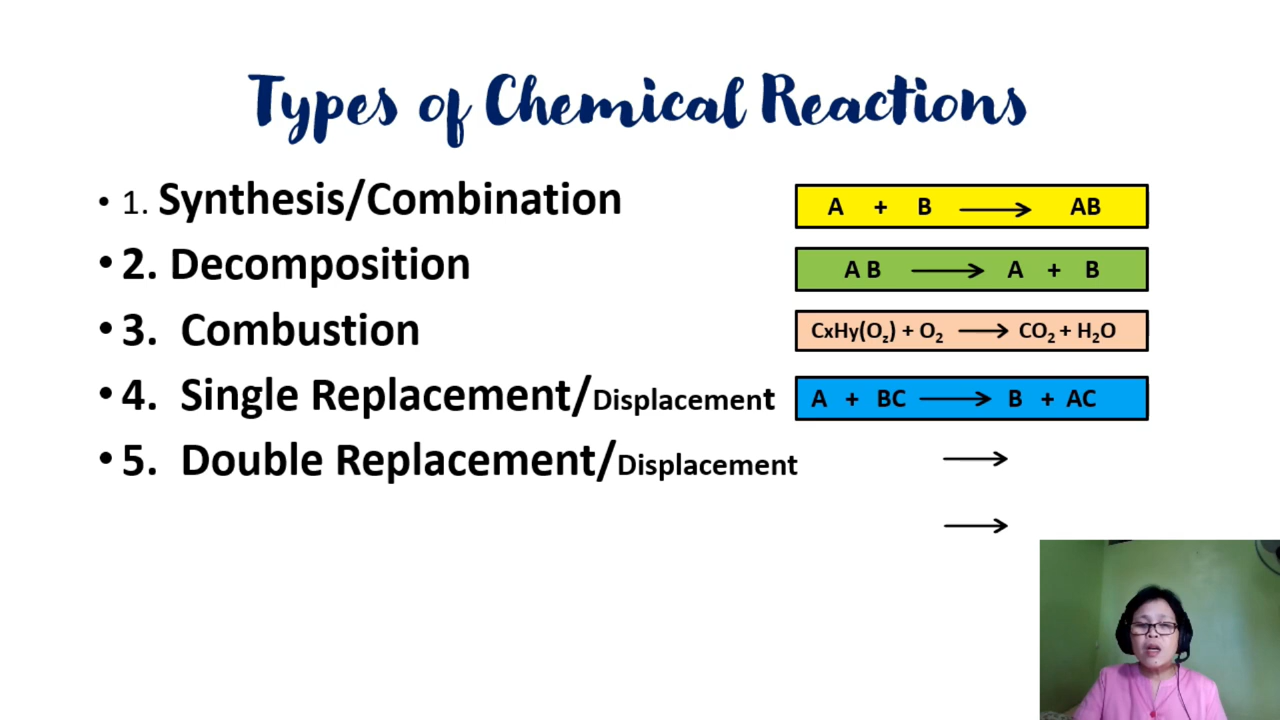 Types of Chemical Reactions
• 1. Synthesis/Combination
A + B ⟶ AB
• 2. Decomposition
A B ⟶ A + B
• 3. Combustion
CxHy(O₂) + O₂ ⟶ CO₂ + H₂O
• 4. Single Replacement/Displacement
A + BC ⟶ B + AC
• 5. Double Replacement/Displacement
⟶
⟶